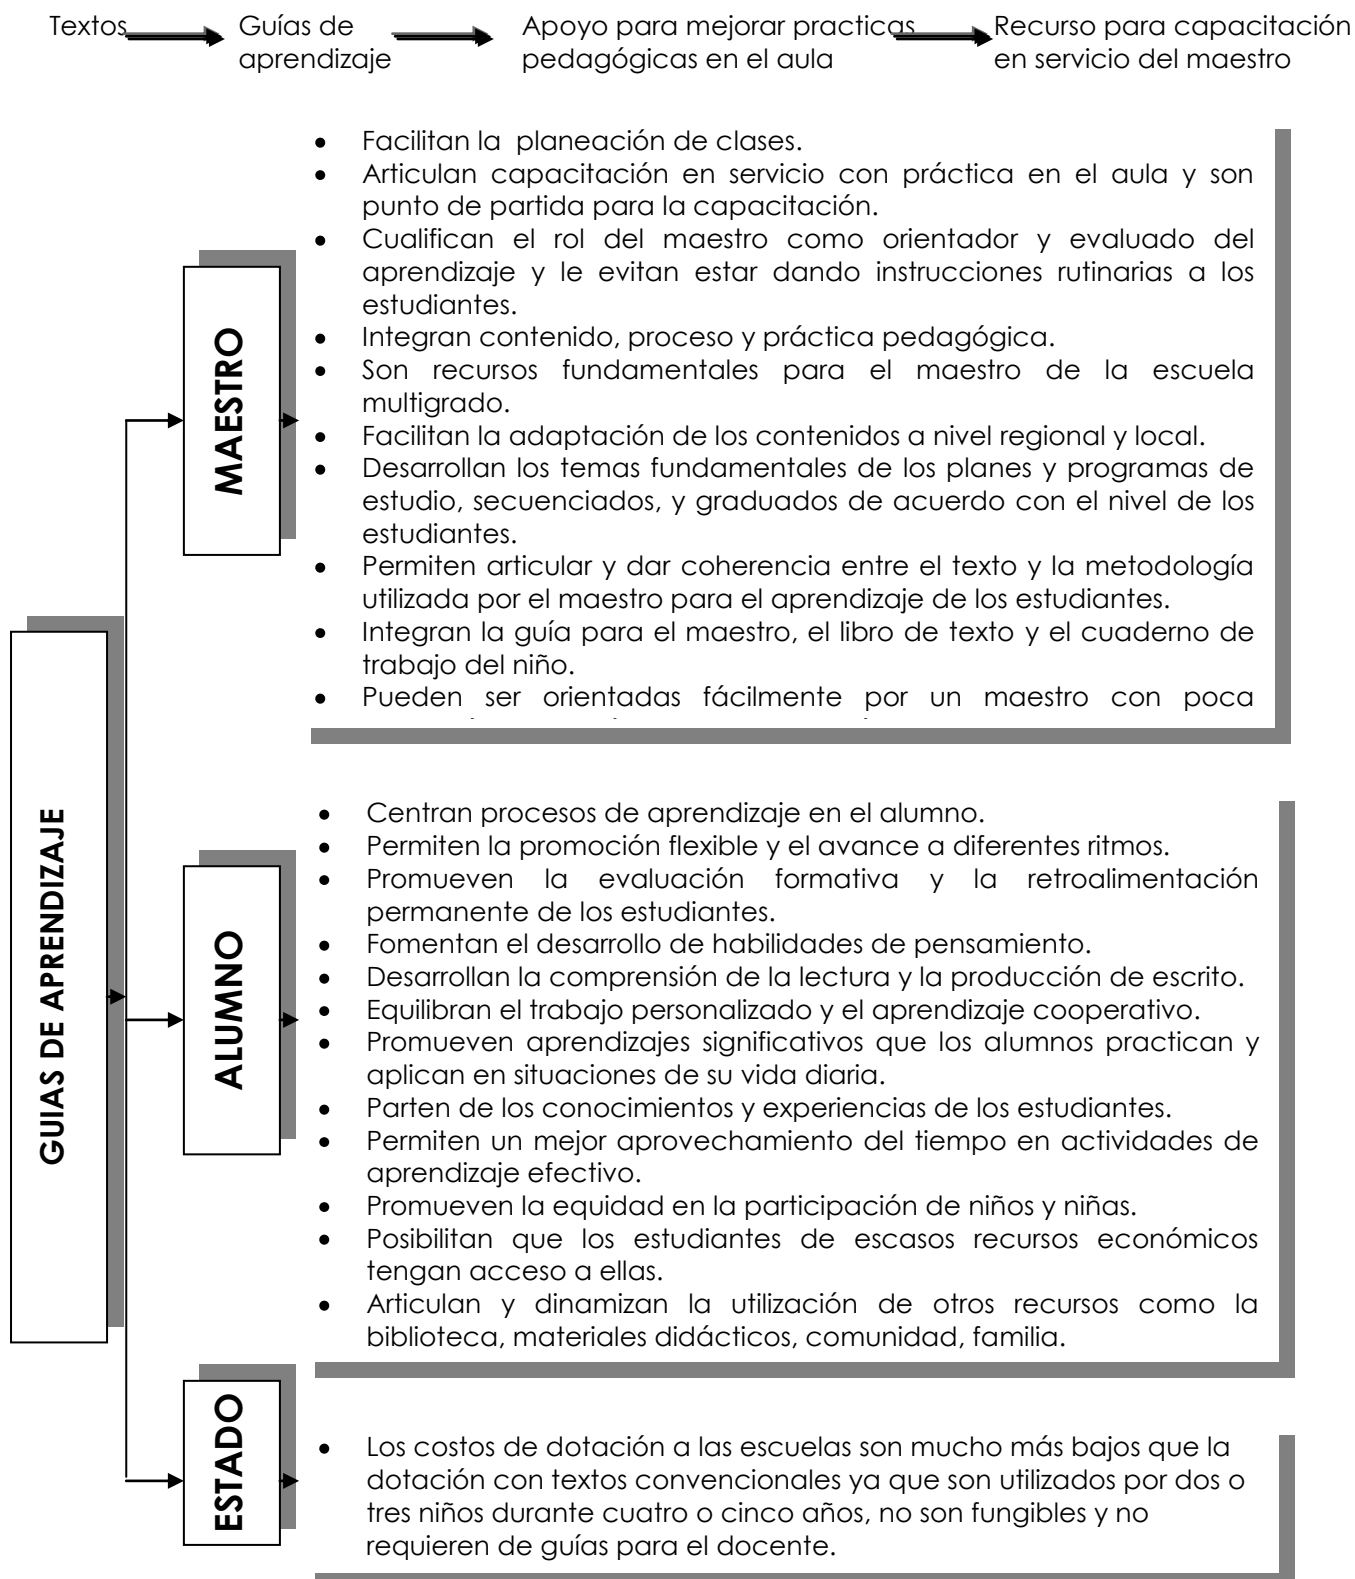 Textos Guías de Apoyo para mejorar practicas Recurso para capacitación
aprendizaje pedagógicas en el aula en servicio del maestro
GUIAS DE APRENDIZAJE
MAESTRO
• Facilitan la planeación de clases.
• Articulan capacitación en servicio con práctica en el aula y son
punto de partida para la capacitación.
• Cualifican el rol del maestro como orientador y evaluado del
aprendizaje y le evitan estar dando instrucciones rutinarias a los
estudiantes.
• Integran contenido, proceso y práctica pedagógica.
• Son recursos fundamentales para el maestro de la escuela
multigrado.
• Facilitan la adaptación de los contenidos a nivel regional y local.
• Desarrollan los temas fundamentales de los planes y programas de
estudio, secuenciados, y graduados de acuerdo con el nivel de los
estudiantes.
• Permiten articular y dar coherencia entre el texto y la metodología
utilizada por el maestro para el aprendizaje de los estudiantes.
• Integran la guía para el maestro, el libro de texto y el cuaderno de
trabajo del niño.
• Pueden ser orientadas fácilmente por un maestro con poca
ALUMNO
• Centran procesos de aprendizaje en el alumno.
• Permiten la promoción flexible y el avance a diferentes ritmos.
• Promueven la evaluación formativa y la retroalimentación
permanente de los estudiantes.
• Fomentan el desarrollo de habilidades de pensamiento.
• Desarrollan la comprensión de la lectura y la producción de escrito.
• Equilibran el trabajo personalizado y el aprendizaje cooperativo.
• Promueven aprendizajes significativos que los alumnos practican y
aplican en situaciones de su vida diaria.
• Parten de los conocimientos y experiencias de los estudiantes.
• Permiten un mejor aprovechamiento del tiempo en actividades de
aprendizaje efectivo.
• Promueven la equidad en la participación de niños y niñas.
• Posibilitan que los estudiantes de escasos recursos económicos
tengan acceso a ellas.
• Articulan y dinamizan la utilización de otros recursos como la
biblioteca, materiales didácticos, comunidad, familia.
ESTADO
• Los costos de dotación a las escuelas son mucho más bajos que la
dotación con textos convencionales ya que son utilizados por dos o
tres niños durante cuatro o cinco años, no son fungibles y no
requieren de guías para el docente.